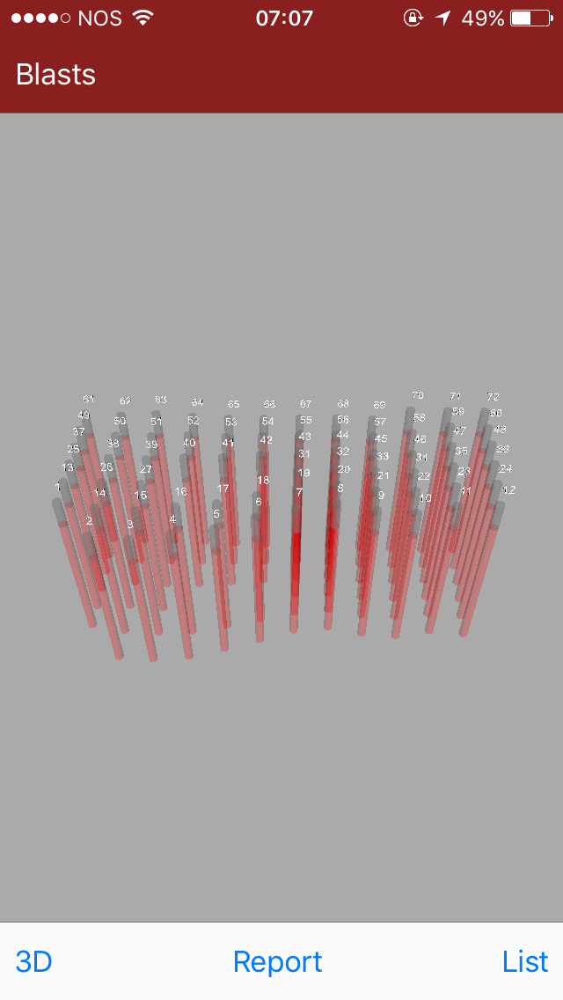 NOS 07:07 49%
Blasts
61 62 63 64 65 66 67 68 69 70 71 72
49 50 51 52 53 54 55 56 57 58 59 60
37 38 39 40 41 42 43 44 45 46 47 48
25 26 27 31 32 33 34 35 36
13 14 15 16 17 18 19 20 21 22 23 24
1 2 3 4 5 6 7 8 9 10 11 12
3D Report List